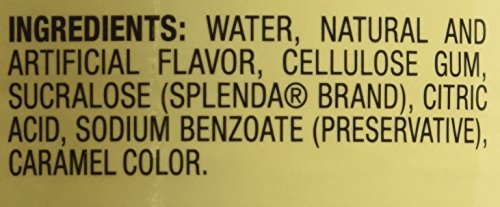 INGREDIENTS: WATER, NATURAL AND
ARTIFICIAL FLAVOR, CELLULOSE GUM,
SUCRALOSE (SPLENDA® BRAND), CITRIC
ACID, SODIUM BENZOATE (PRESERVATIVE),
CARAMEL COLOR.